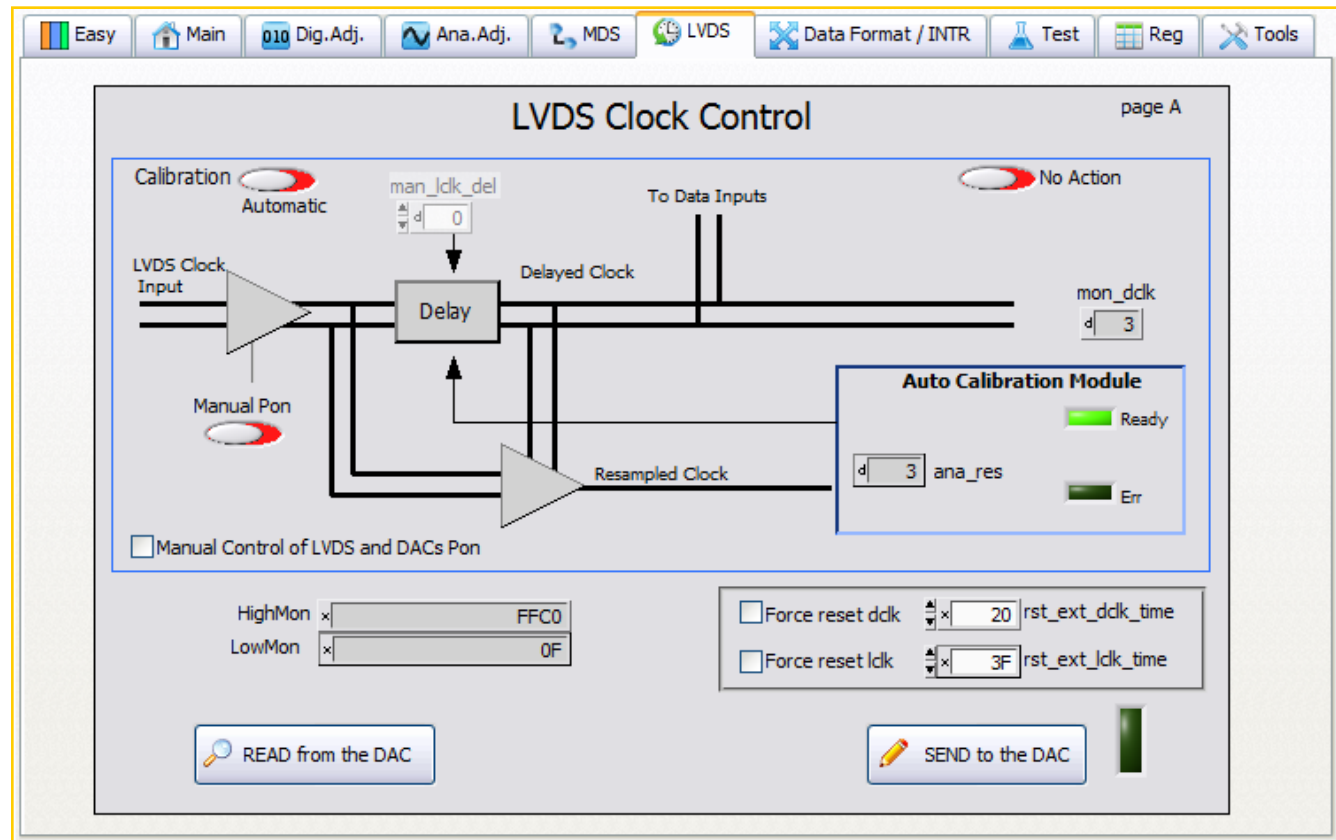 Easy Main 010 Dig.Adj. Ana.Adj. MDS LVDS Data Format / INTR Test Reg Tools
LVDS Clock Control
page A
Calibration
Automatic
man_lclk_del
d 0
To Data Inputs
No Action
LVDS Clock
Input
Delay
Delayed Clock
mon_dclk
d 3
Manual Pon
Auto Calibration Module
Ready
d 3 ana_res
Err
Resampled Clock
Manual Control of LVDS and DACs Pon
HighMon x FFC0
LowMon x 0F
Force reset dclk x 20 rst_ext_dclk_time
Force reset lclk x 3F rst_ext_lclk_time
READ from the DAC
SEND to the DAC